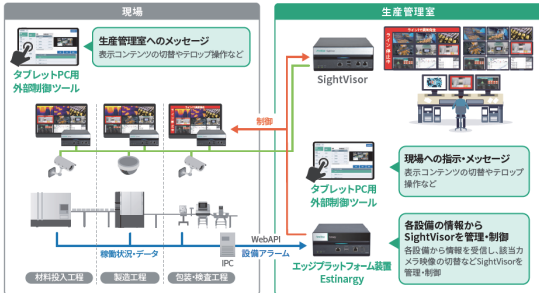 現場
生産管理室
生産管理室へのメッセージ
表示コンテンツの切替やテロップ操作など
タブレットPC用
外部制御ツール
SightVisor
制御
現場への指示・メッセージ
表示コンテンツの切替やテロップ
操作など
タブレットPC用
外部制御ツール
各設備の情報から
SightVisorを管理・制御
各設備から情報を受信し、該当カ
メラ映像の切替などSightVisorを
管理・制御
WebAPI
稼働状況・データ
設備アラーム
IPC
エッジプラットフォーム装置
Estinargy
材料投入工程
製造工程
包装・検査工程